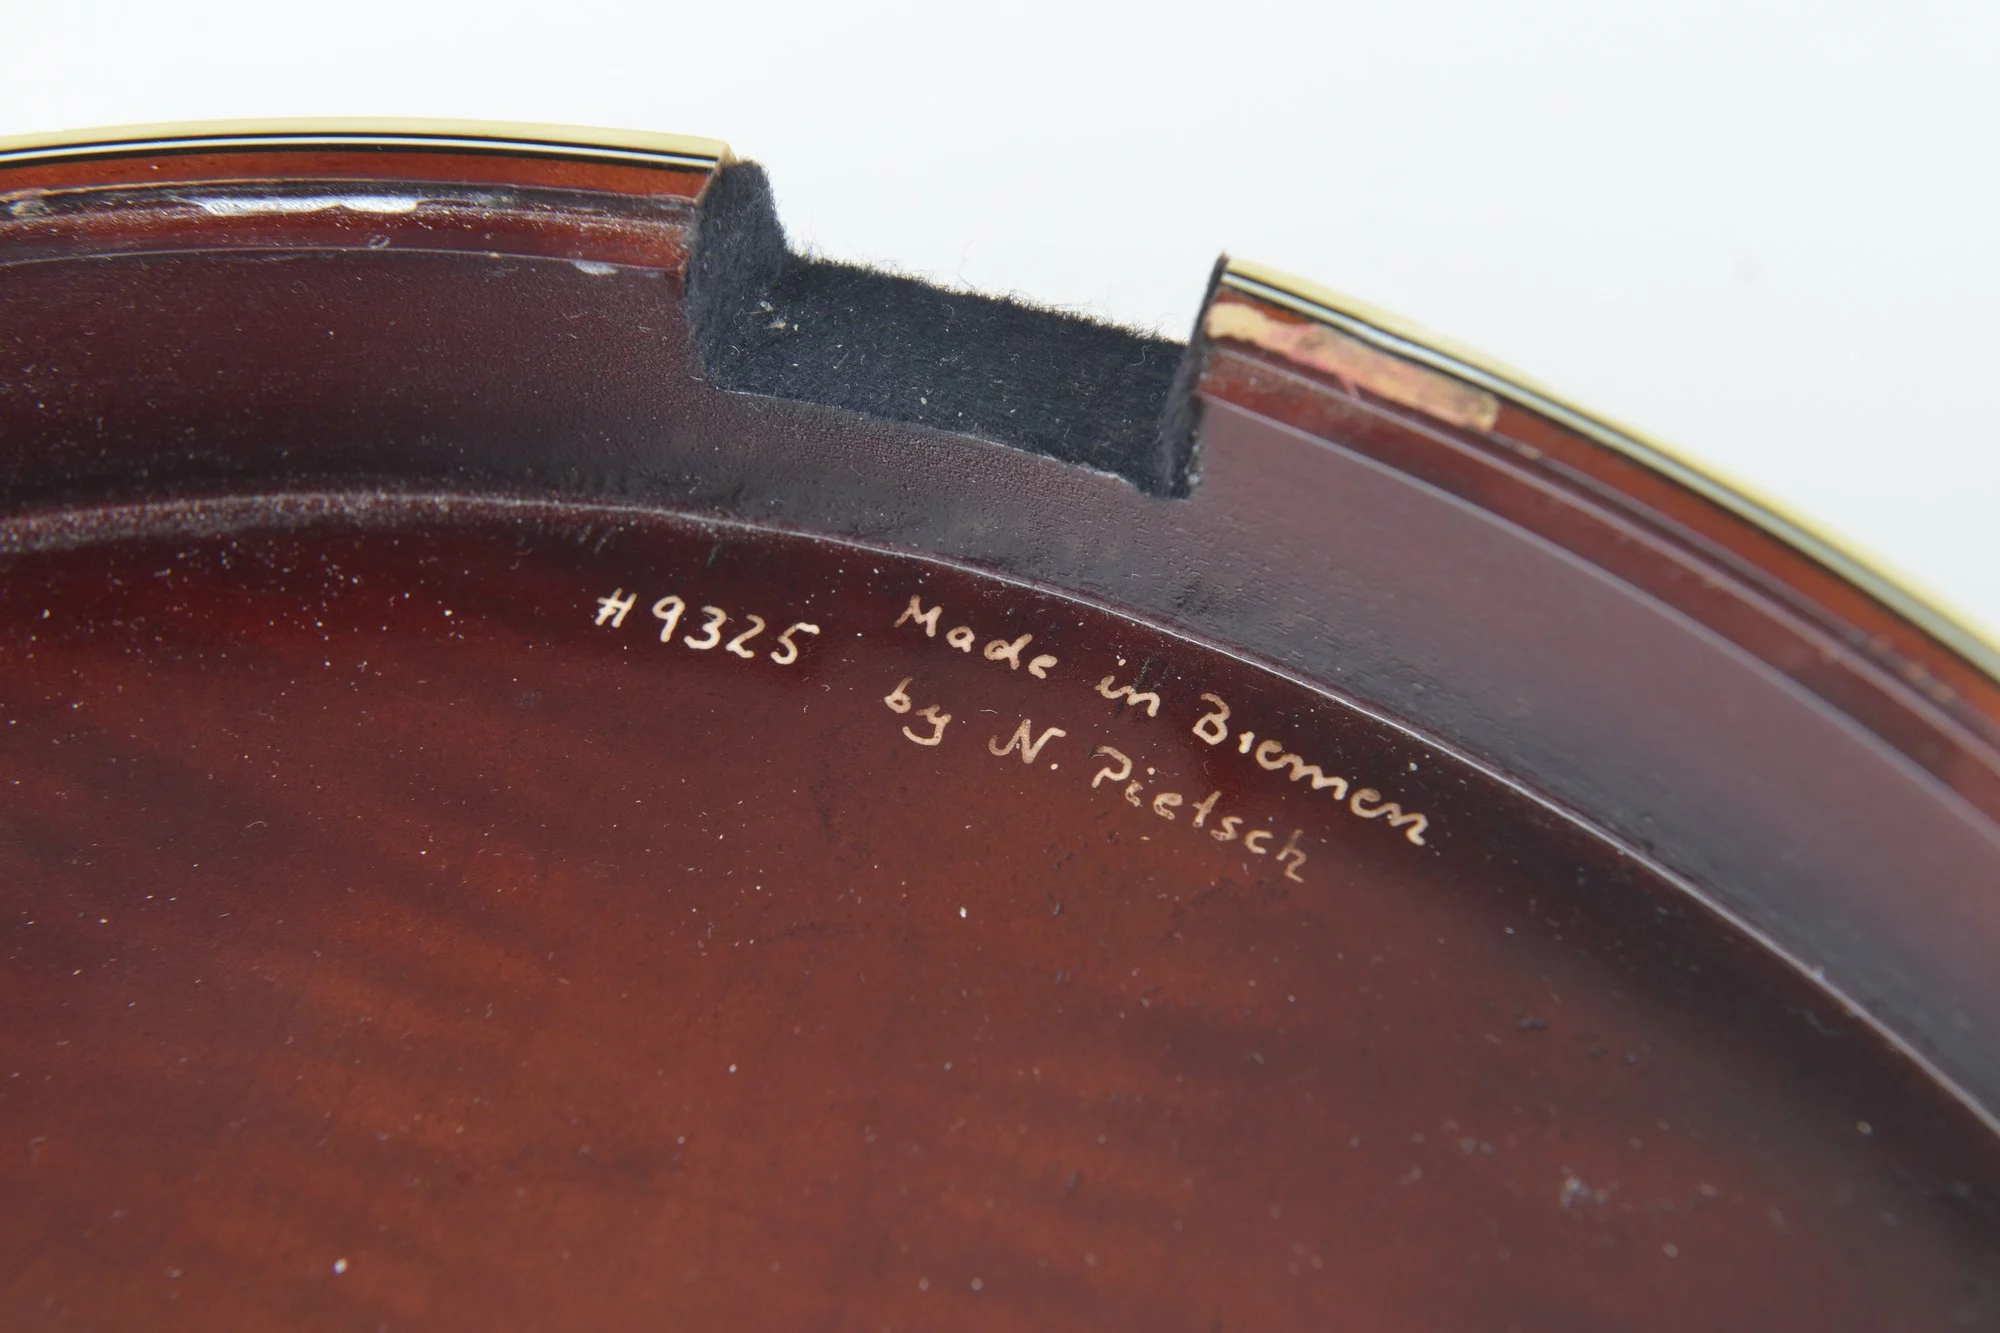 #9325 Made in Bremen
by N. Pietsch